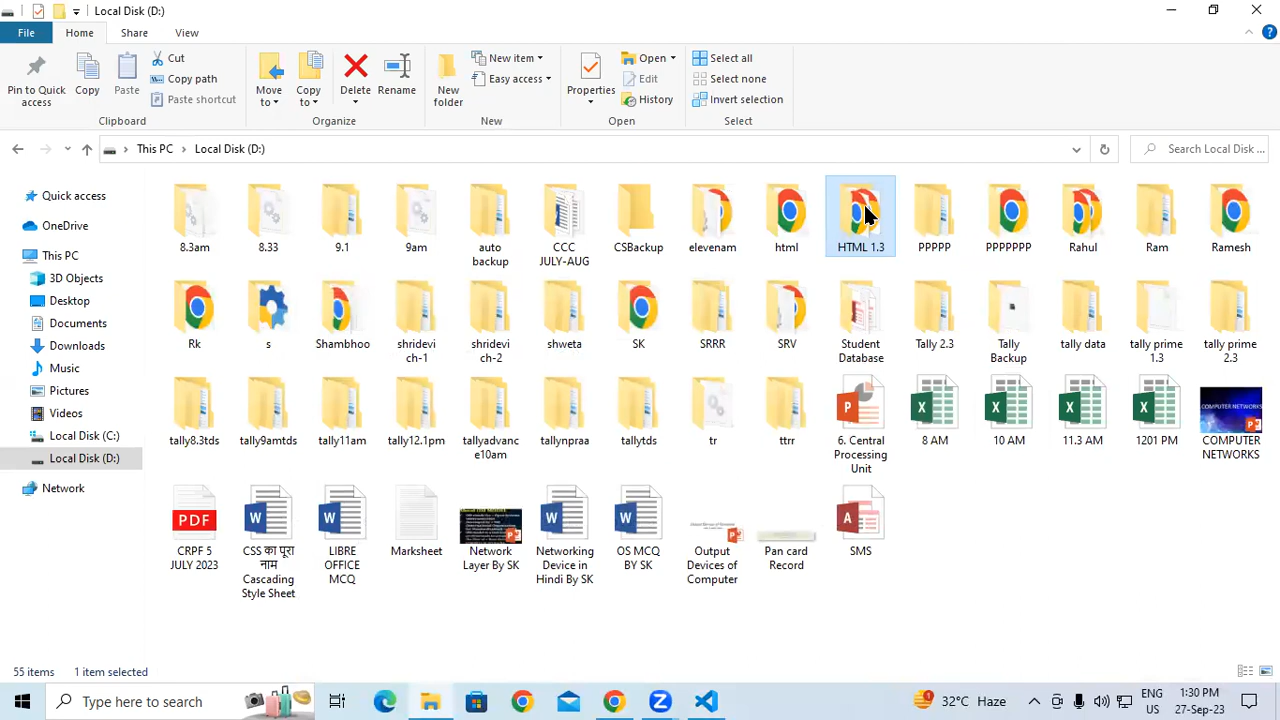 Local Disk (D:)
File Home Share View
Pin to Quick access
Copy
Paste
Cut
Copy path
Paste shortcut
Move to
Copy to
Delete
Rename
New folder
New item
Easy access
Properties
Open
Edit
History
Select all
Select none
Invert selection
Clipboard Organize New Open Select
This PC Local Disk (D:)
Search Local Disk ...
Quick access
OneDrive
This PC
3D Objects
Desktop
Documents
Downloads
Music
Pictures
Videos
Local Disk (C:)
Local Disk (D:)
Network
8.3am
8.33
9.1
9am
auto backup
CCC JULY-AUG
CSBackup
elevenam
html
HTML 1.3
PPPPP
PPPPPPP
Rahul
Ram
Ramesh
Rk
s
Shambhoo
shridevi ch-1
shridevi ch-2
shweta
SK
SRRR
SRV
Student Database
Tally 2.3
Tally Backup
tally data
tally prime 1.3
tally prime 2.3
tally8.3tds
tally9amtds
tally11am
tally12.1pm
tallyadvanc e10am
tallynpraa
tallytds
tr
ttrr
6. Central Processing Unit
8 AM
10 AM
11.3 AM
1201 PM
COMPUTER NETWORKS
COMPUTER NETWORKS
PDF
CRPF 5 JULY 2023
CSS का पूरा नाम Cascading Style Sheet
LIBRE OFFICE MCQ
Marksheet
Network Layer By SK
Networking Device in Hindi By SK
OS MCQ BY SK
Output Devices of Computer
Pan card Record
SMS
55 items 1 item selected
Type here to search
32°C Haze
ENG
US
1:30 PM
27-Sep-23